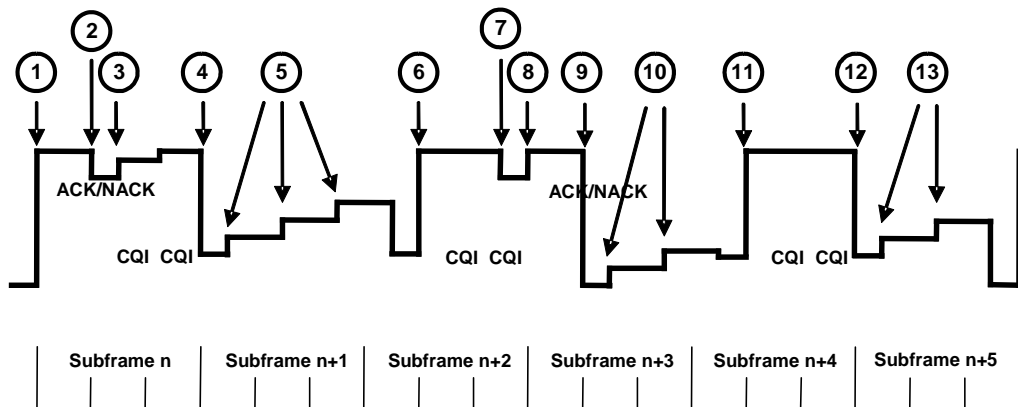 2 7
1 3 4 5 6 8 9 10 11 12 13
ACK/NACK ACK/NACK
CQI CQI CQI CQI CQI CQI
Subframe n Subframe n+1 Subframe n+2 Subframe n+3 Subframe n+4 Subframe n+5